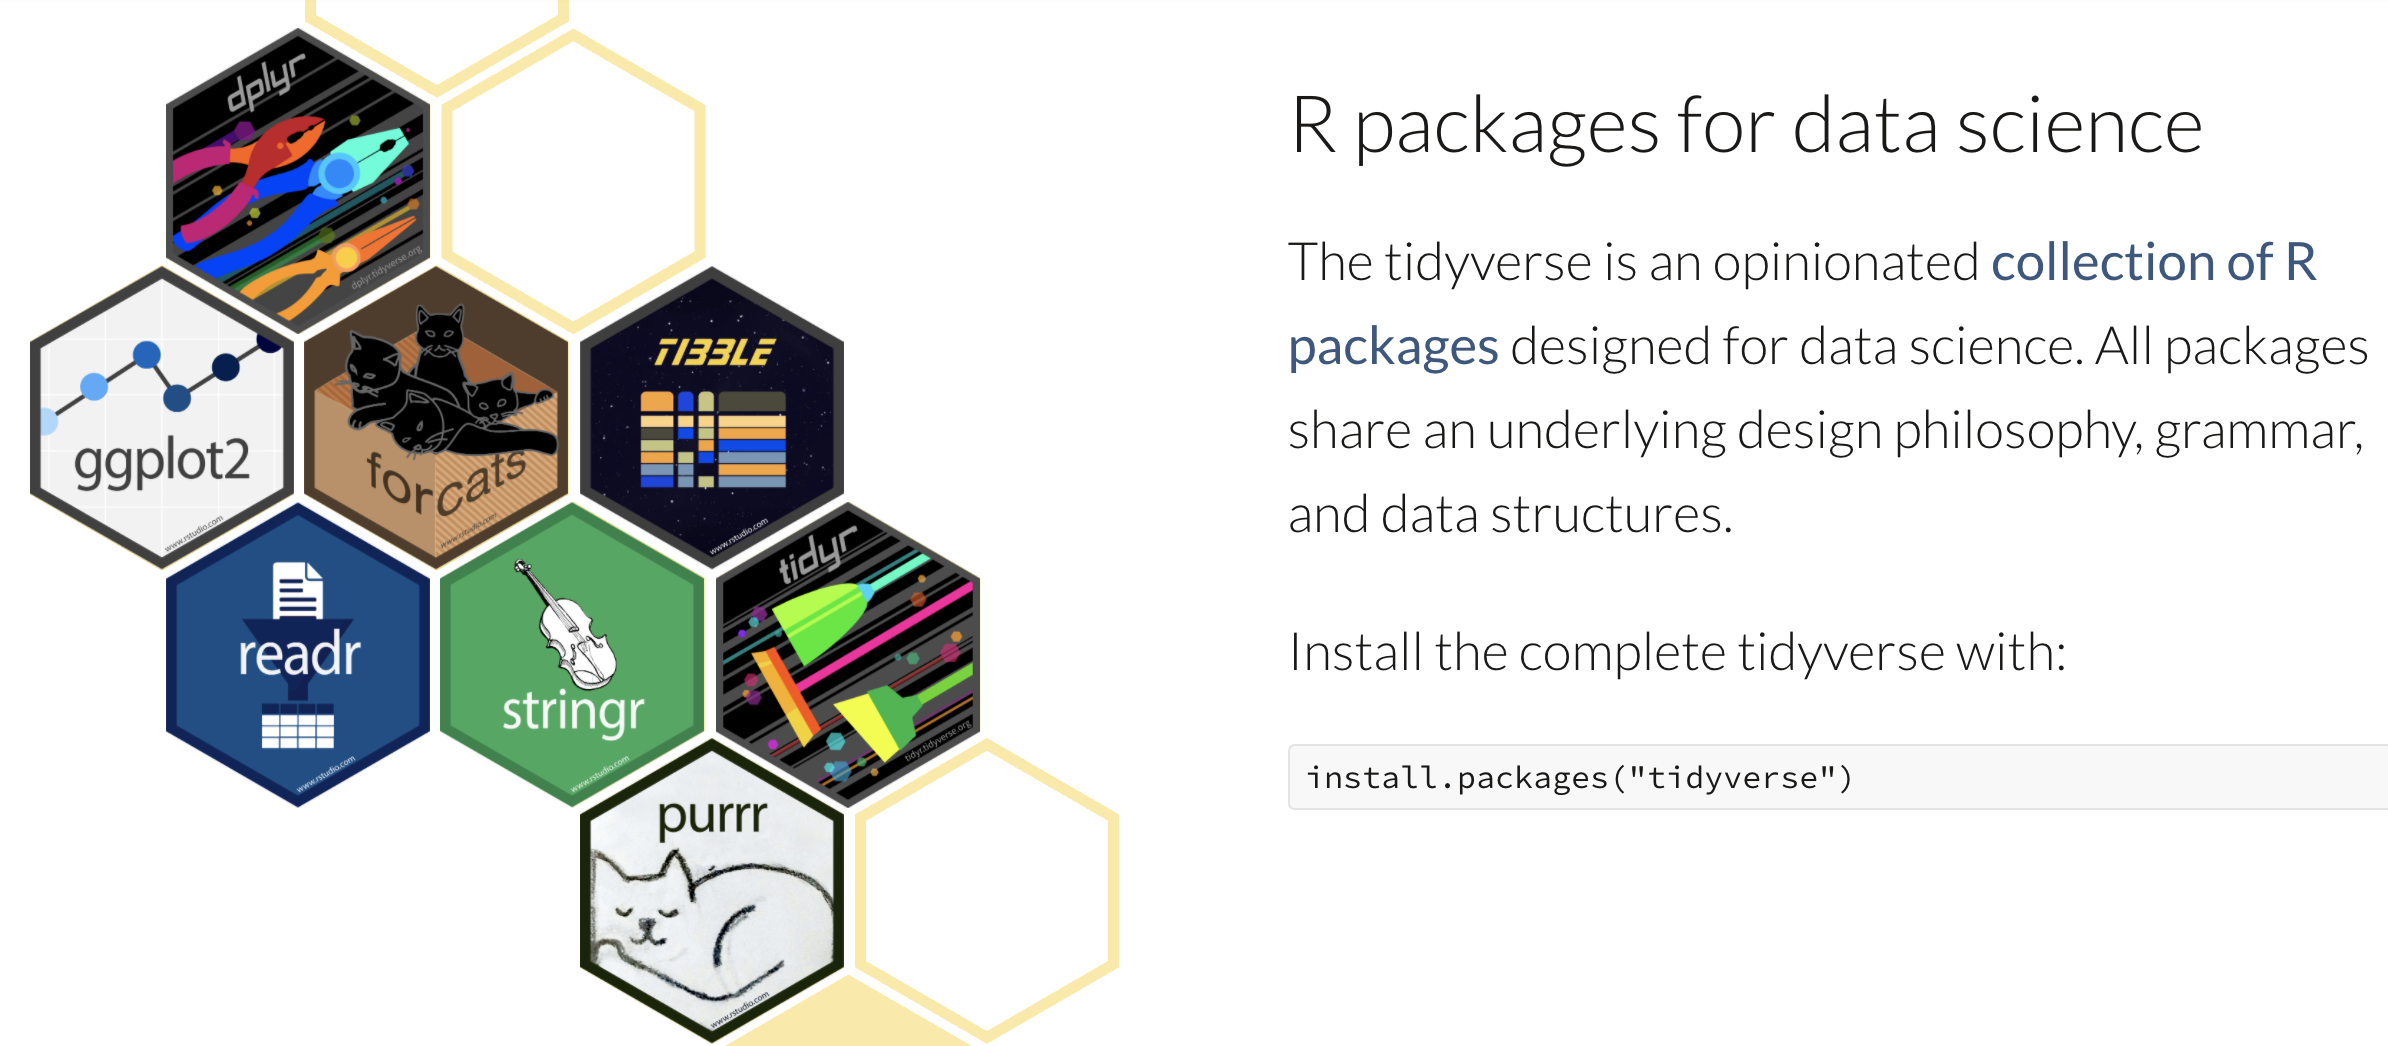 dplyr
dplyr.tidyverse.org
ggplot2
www.rstudio.com
forcats
www.rstudio.com
TIBBLE
www.rstudio.com
readr
www.rstudio.com
stringr
www.rstudio.com
tidyr
tidyr.tidyverse.org
purrr
www.rstudio.com
R packages for data science
The tidyverse is an opinionated collection of R
packages designed for data science. All packages
share an underlying design philosophy, grammar,
and data structures.
Install the complete tidyverse with:
install.packages("tidyverse")